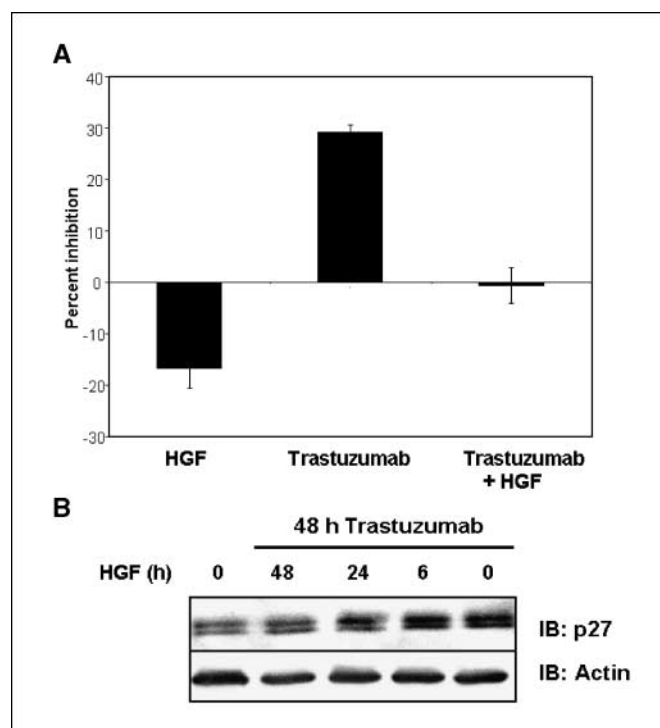 A
40
30
20
10
0
-10
-20
-30
Percent inhibition
HGF Trastuzumab Trastuzumab
+ HGF
B
48 h Trastuzumab
HGF (h) 0 48 24 6 0
IB: p27
IB: Actin